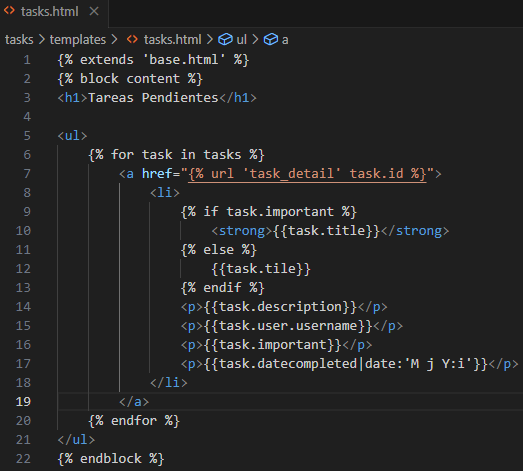 <> tasks.html ×
tasks > templates > <> tasks.html > ul > a
1 {% extends 'base.html' %}
2 {% block content %}
3 <h1>Tareas Pendientes</h1>
4
5 <ul>
6     {% for task in tasks %}
7         <a href="{% url 'task_detail' task.id %}">
8             <li>
9                 {% if task.important %}
10                     <strong>{{task.title}}</strong>
11                 {% else %}
12                     {{task.tile}}
13                 {% endif %}
14                 <p>{{task.description}}</p>
15                 <p>{{task.user.username}}</p>
16                 <p>{{task.important}}</p>
17                 <p>{{task.datecompleted|date:'M j Y:i'}}</p>
18             </li>
19         </a>
20     {% endfor %}
21 </ul>
22 {% endblock %}